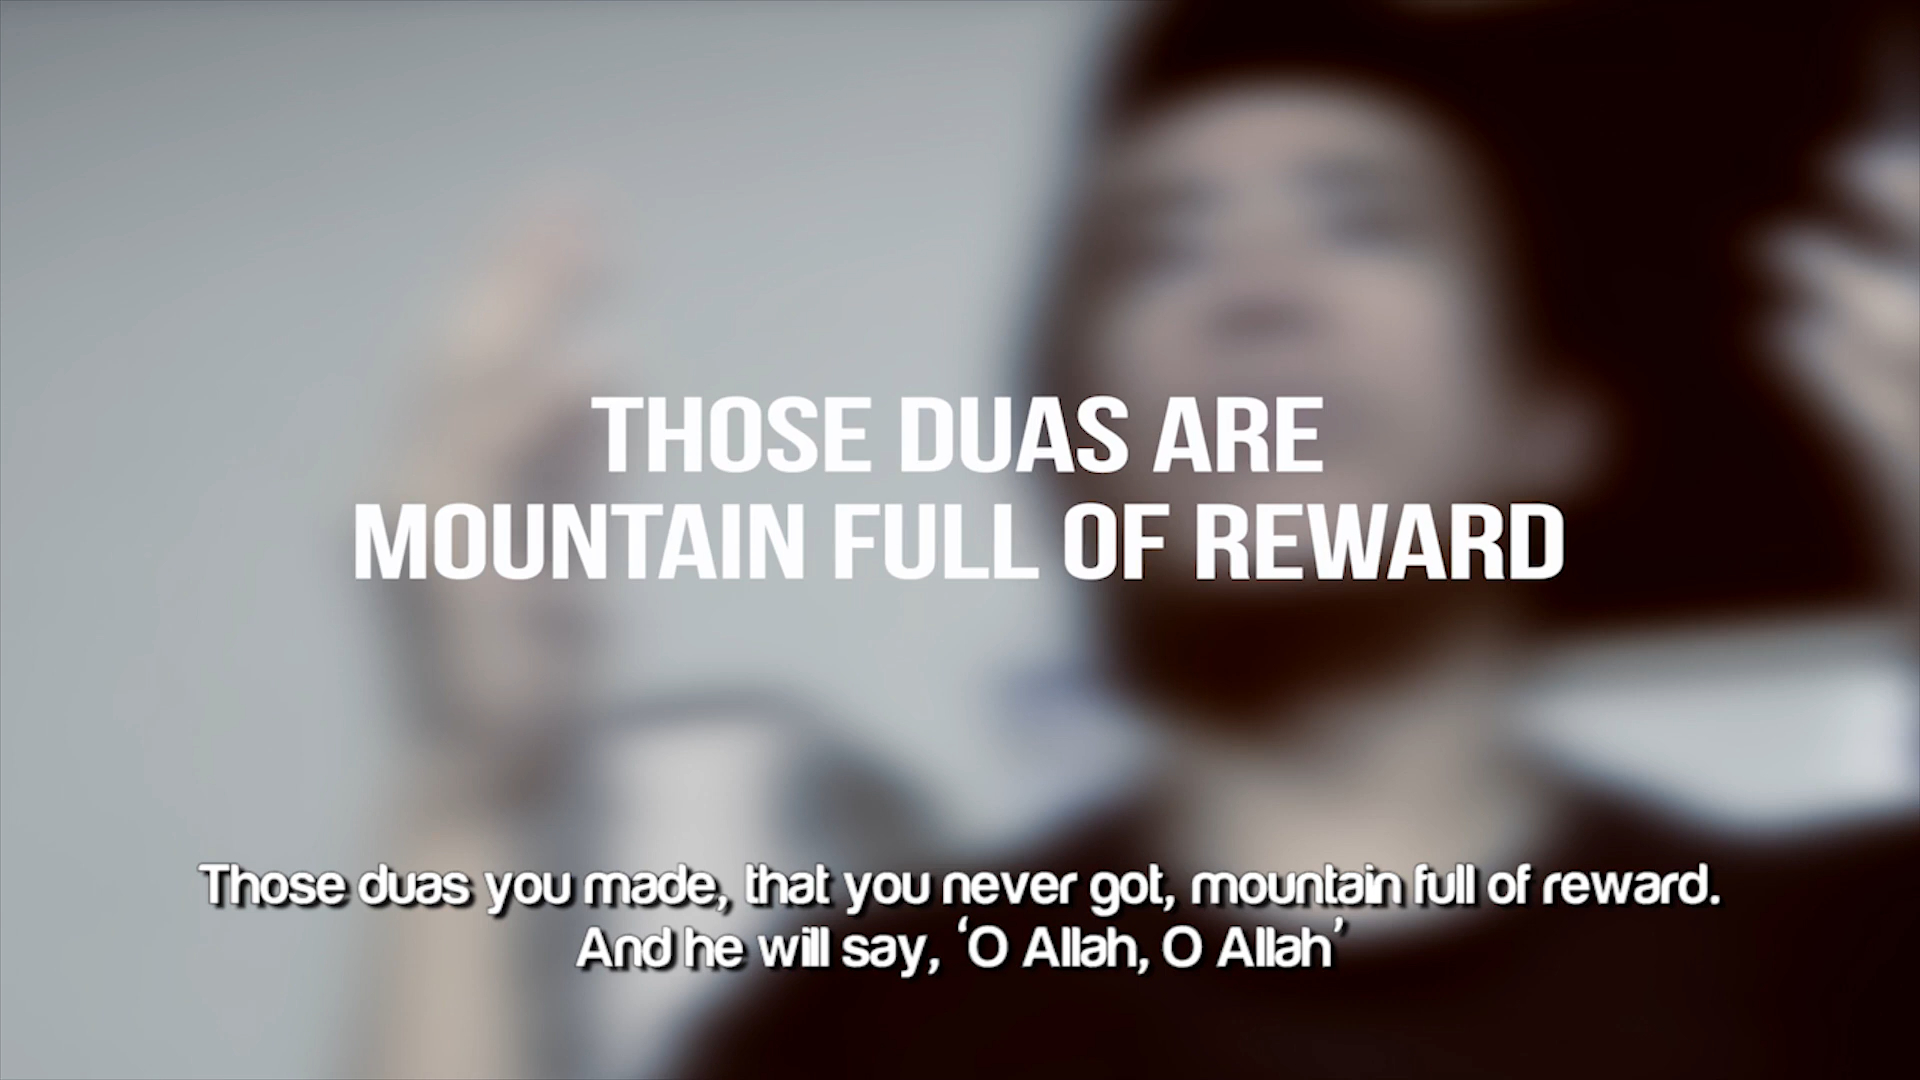 THOSE DUAS ARE
MOUNTAIN FULL OF REWARD
Those duas you made, that you never got, mountain full of reward.
And he will say, ‘O Allah, O Allah’